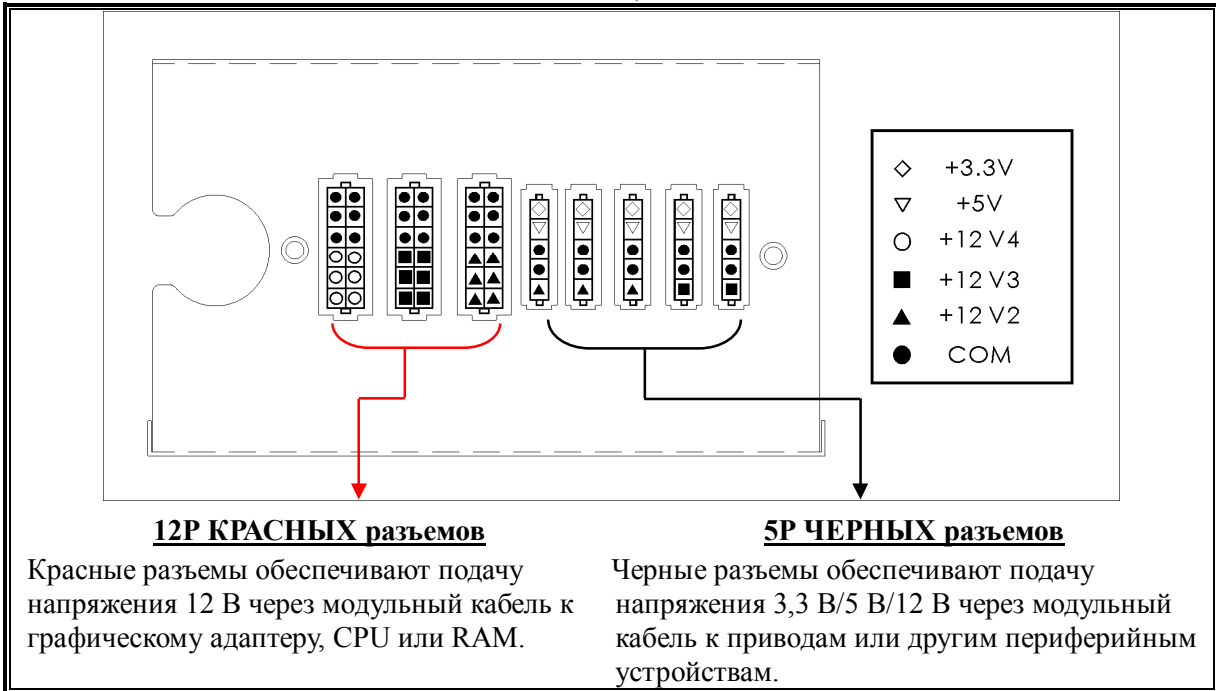 +3.3V
+5V
+12 V4
+12 V3
+12 V2
COM
12P КРАСНЫХ разъемов
Красные разъемы обеспечивают подачу
напряжения 12 В через модульный кабель к
графическому адаптеру, CPU или RAM.
5P ЧЕРНЫХ разъемов
Черные разъемы обеспечивают подачу
напряжения 3,3 В/5 В/12 В через модульный
кабель к приводам или другим периферийным
устройствам.